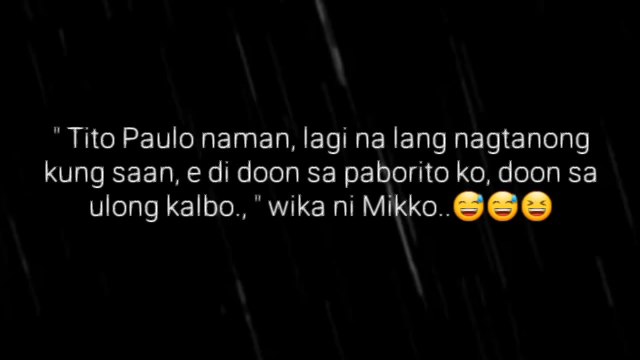 " Tito Paulo naman, lagi na lang nagtanong
kung saan, e di doon sa paborito ko, doon sa
ulong kalbo., " wika ni Mikko..😅😅😆